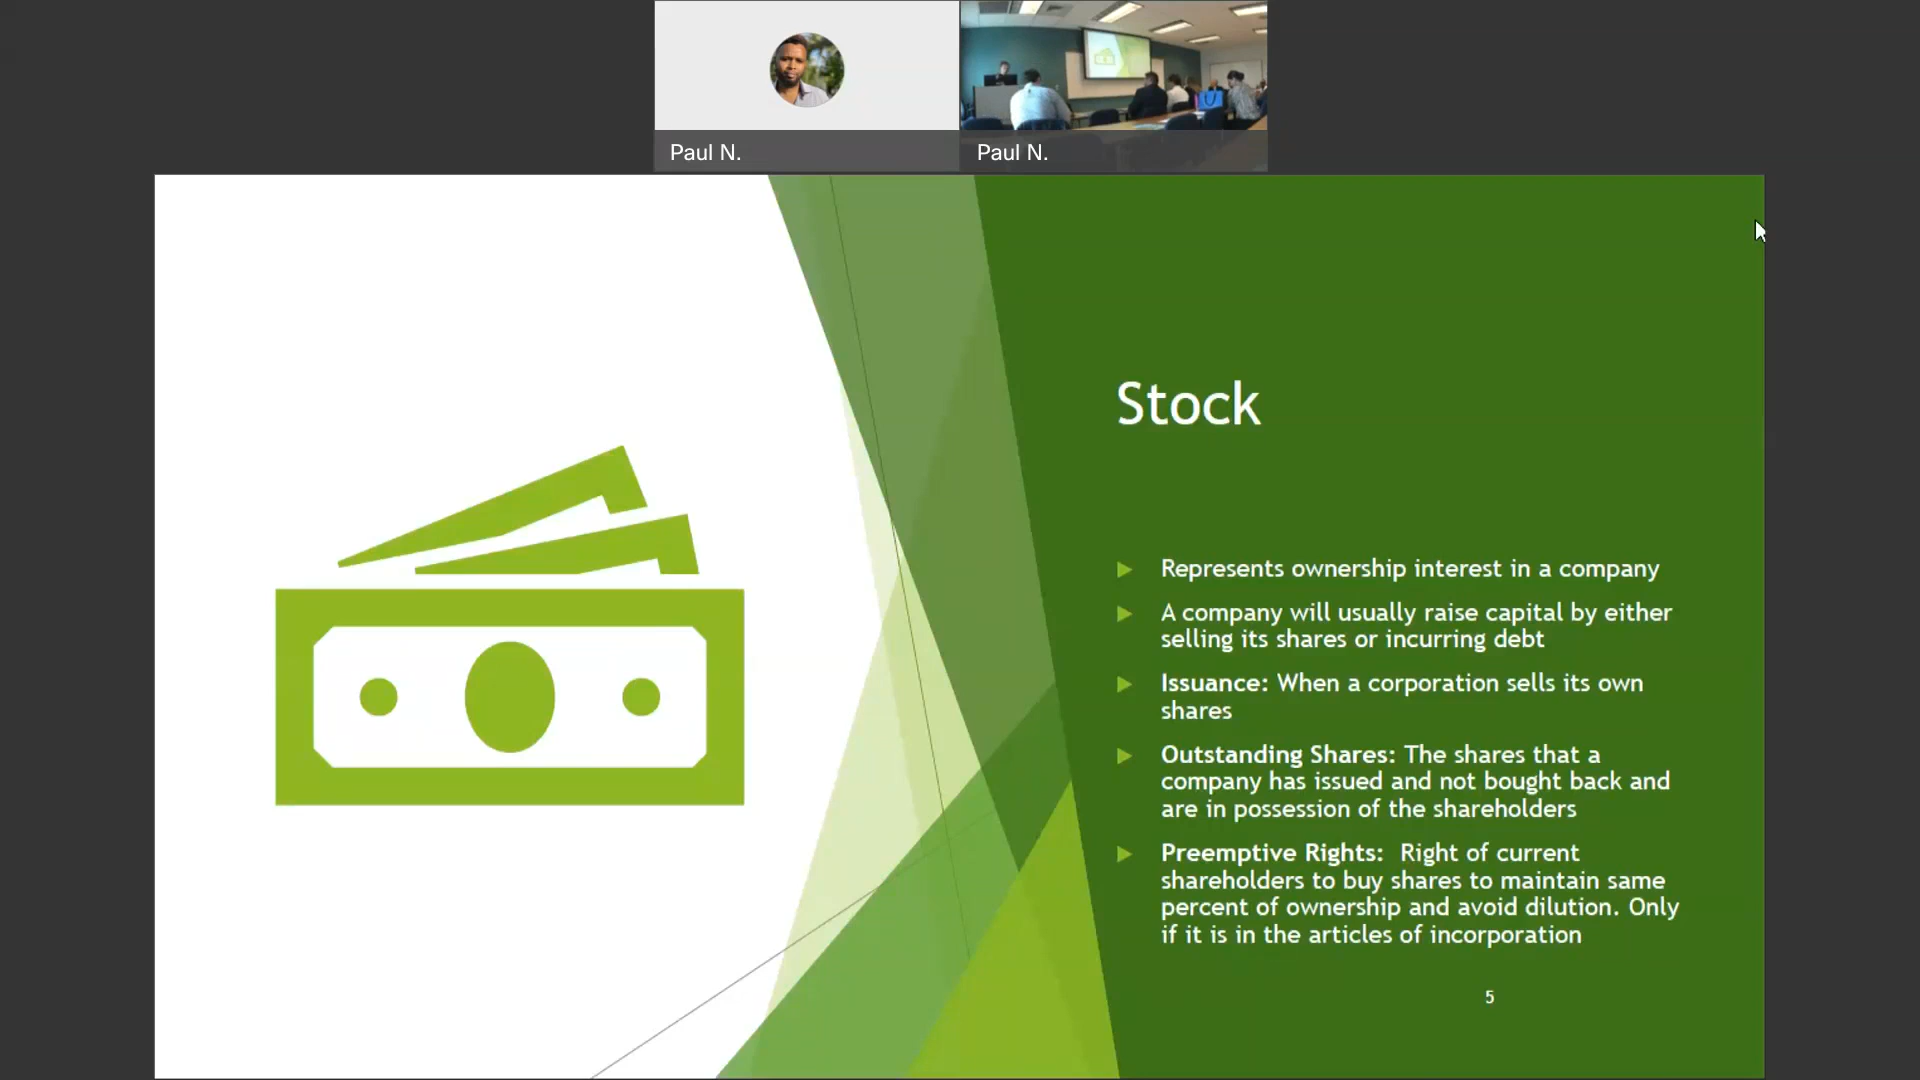 Paul N.
Paul N.
Stock
Represents ownership interest in a company
A company will usually raise capital by either
selling its shares or incurring debt
Issuance: When a corporation sells its own
shares
Outstanding Shares: The shares that a
company has issued and not bought back and
are in possession of the shareholders
Preemptive Rights:  Right of current
shareholders to buy shares to maintain same
percent of ownership and avoid dilution. Only
if it is in the articles of incorporation
5